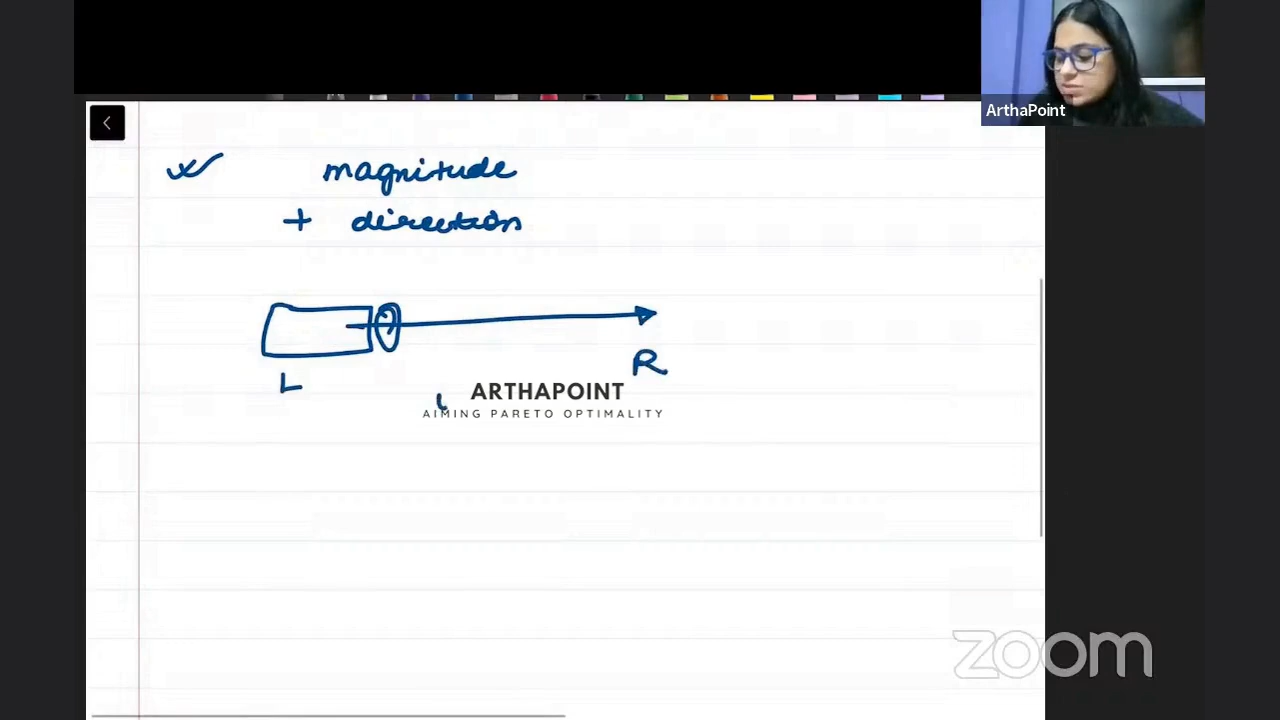 ArthaPoint
magnitude
+ direction
R
L
ARTHAPOINT
AIMING PARETO OPTIMALITY
zoom